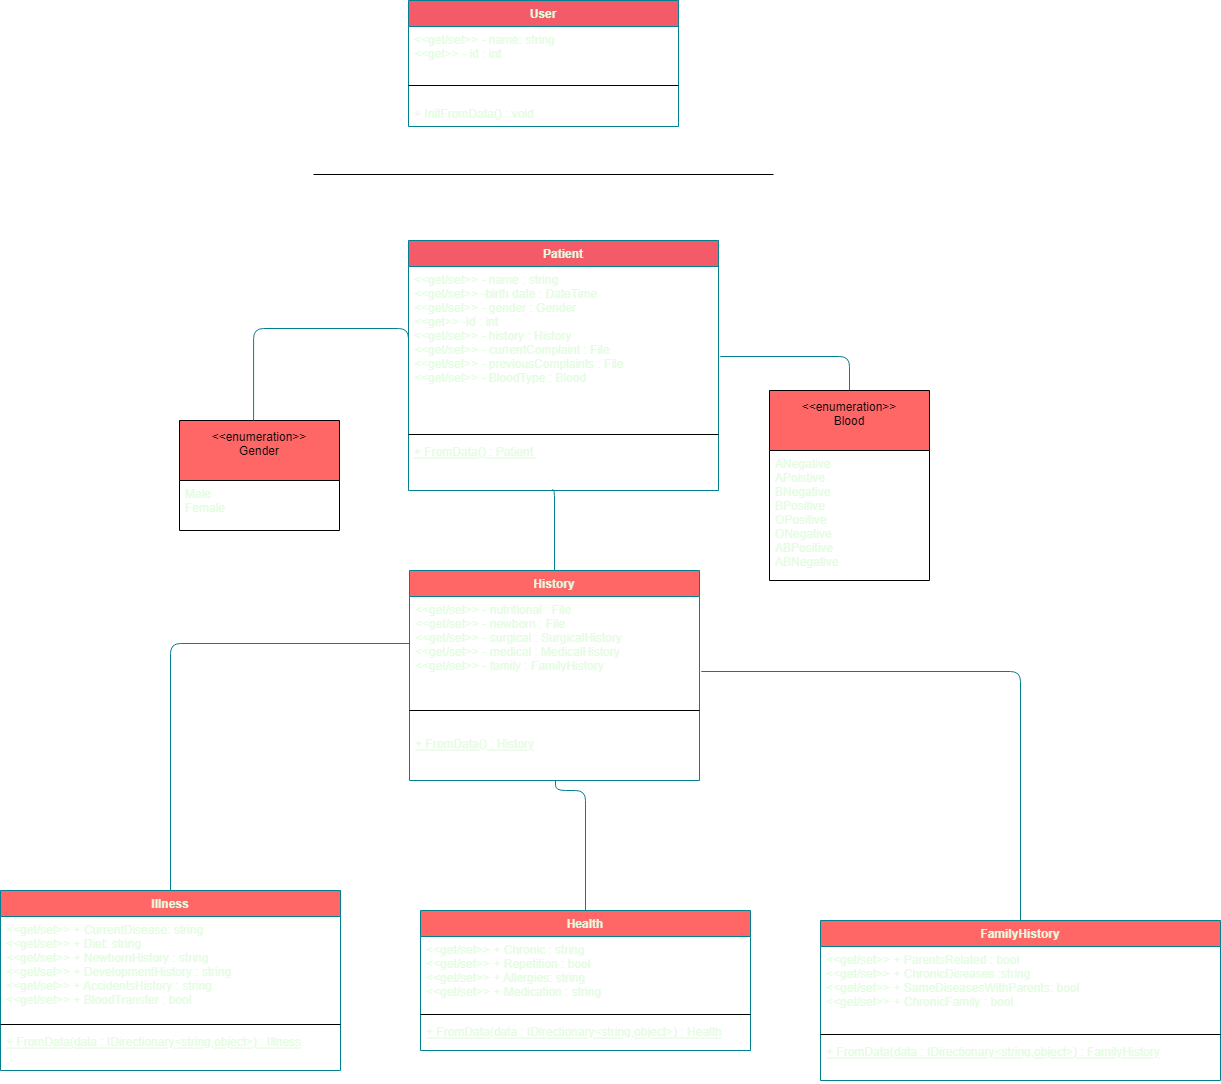 User
<<get/set>> - name: string
<<get>> - id : int
+ InitFromData() : void
Patient
<<get/set>> - name : string
<<get/set>> -birth date : DateTime
<<get/set>> - gender : Gender
<<get>> -id : int
<<get/set>> - history : History
<<get/set>> - currentComplaint : File
<<get/set>> - previousComplaints : File
<<get/set>> - BloodType : Blood
+ FromData() : Patient
<<enumeration>>
Gender
Male
Female
<<enumeration>>
Blood
ANegative
APointive
BNegative
BPositive
OPositive
ONegative
ABPositive
ABNegative
History
<<get/set>> - nutritional : File
<<get/set>> - newborn : File
<<get/set>> - surgical : SurgicalHistory
<<get/set>> - medical : MedicalHistory
<<get/set>> - family : FamilyHistory
+ FromData() : History
Illness
<<get/set>> + CurrentDisease: string
<<get/set>> + Diet: string
<<get/set>> + NewbornHistory : string
<<get/set>> + DevelopmentHistory : string
<<get/set>> + AccidentsHistory : string
<<get/set>> + BloodTransfer : bool
+ FromData(data : IDirectionary<string,object>) : Illness
Health
<<get/set>> + Chronic : string
<<get/set>> + Repetition : bool
<<get/set>> + Allergies: string
<<get/set>> + Medication : string
+ FromData(data : IDirectionary<string,object>) : Health
FamilyHistory
<<get/set>> + ParentsRelated : bool
<<get/set>> + ChronicDiseases :string
<<get/set>> + SameDiseasesWithParents: bool
<<get/set>> + ChronicFamily : bool
+ FromData(data : IDirectionary<string,object>) : FamilyHistory